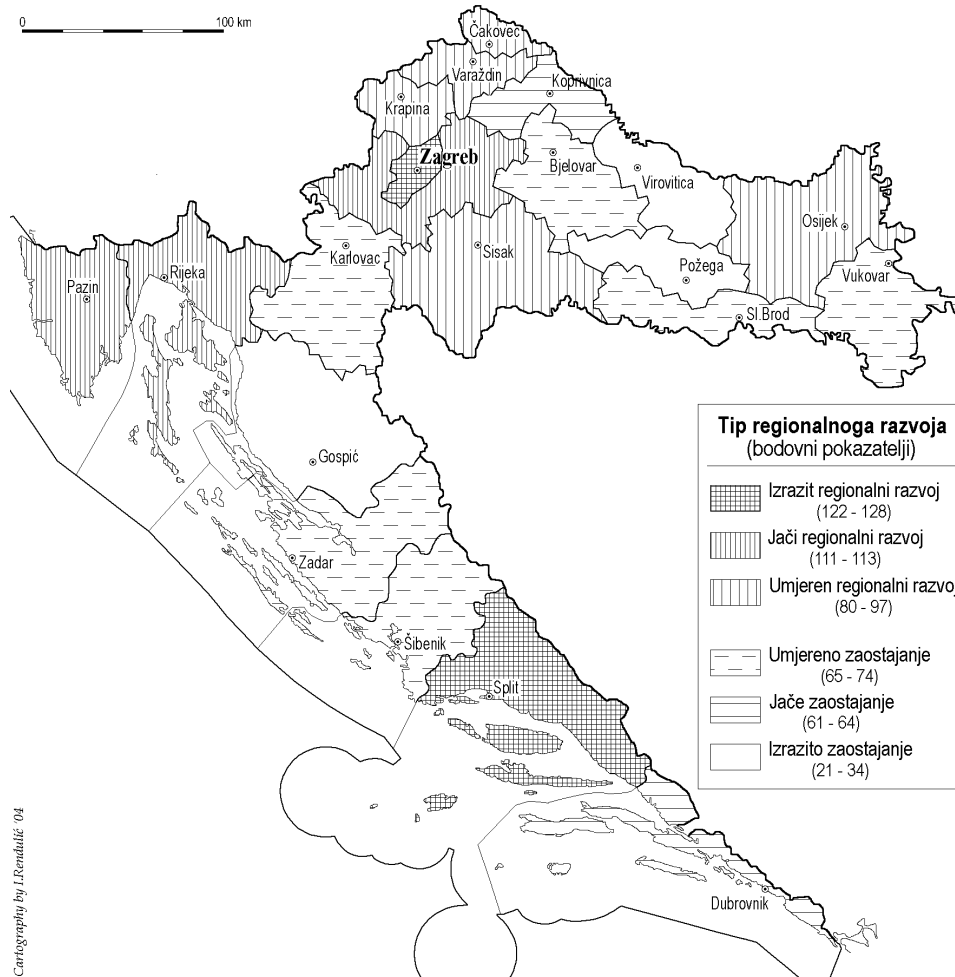 0 100 km
Čakovec
Varaždin
Koprivnica
Krapina
Zagreb
Bjelovar
Virovitica
Osijek
Karlovac
Sisak
Požega
Vukovar
Rijeka
Pazin
Sl.Brod
Gospić
Zadar
Šibenik
Split
Dubrovnik
Tip regionalnoga razvoja
(bodovni pokazatelji)
Izrazit regionalni razvoj
(122 - 128)
Jači regionalni razvoj
(111 - 113)
Umjeren regionalni razvoj
(80 - 97)
Umjereno zaostajanje
(65 - 74)
Jače zaostajanje
(61 - 64)
Izrazito zaostajanje
(21 - 34)
Cartography by I.Rendulić '04